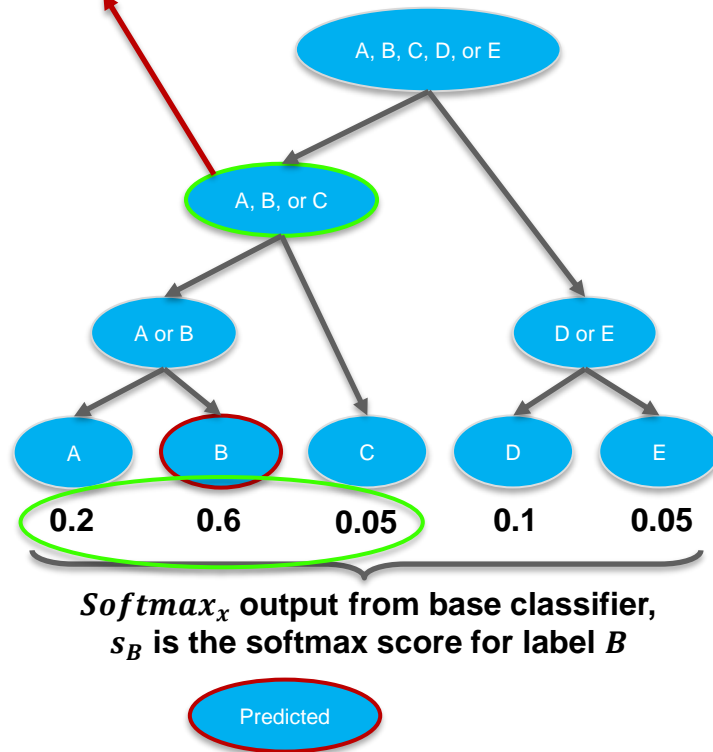 A, B, C, D, or E
A, B, or C
A or B
D or E
A
B
C
D
E
0.2
0.6
0.05
0.1
0.05
Softmaxₓ output from base classifier,
s_B is the softmax score for label B
Predicted